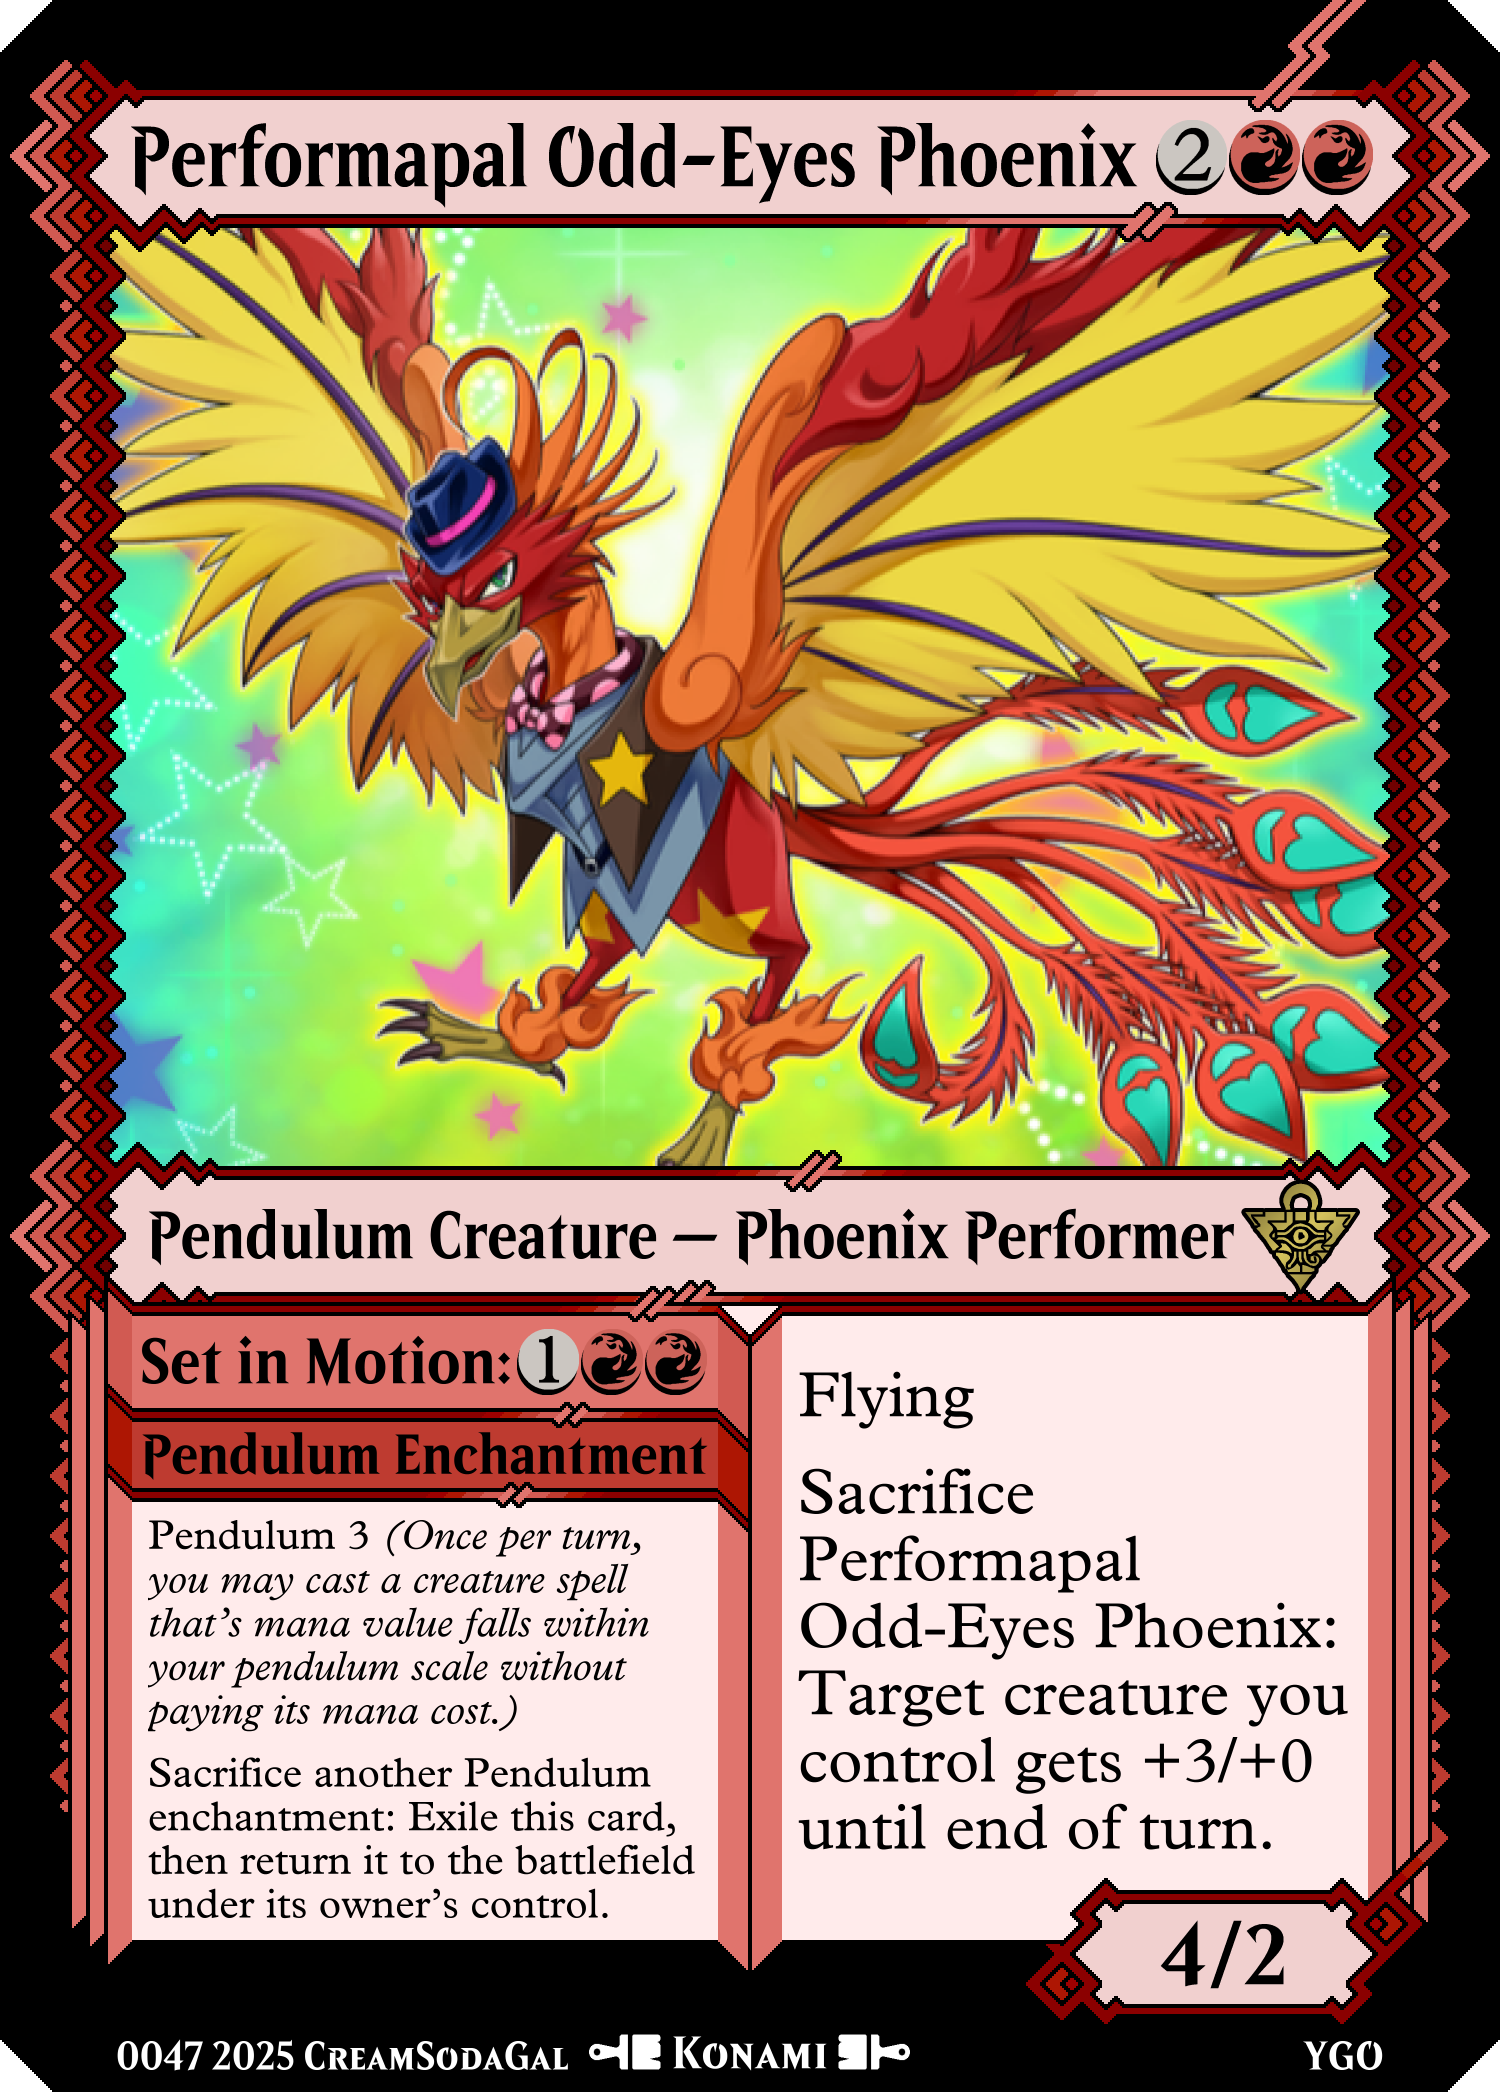 Performapal Odd-Eyes Phoenix 2
Pendulum Creature — Phoenix Performer
Set in Motion: 1
Pendulum Enchantment
Pendulum 3 (Once per turn,
you may cast a creature spell
that's mana value falls within
your pendulum scale without
paying its mana cost.)
Sacrifice another Pendulum
enchantment: Exile this card,
then return it to the battlefield
under its owner's control.
Flying
Sacrifice
Performapal
Odd-Eyes Phoenix:
Target creature you
control gets +3/+0
until end of turn.
4/2
0047 2025 CreamSodaGal Konami YGO